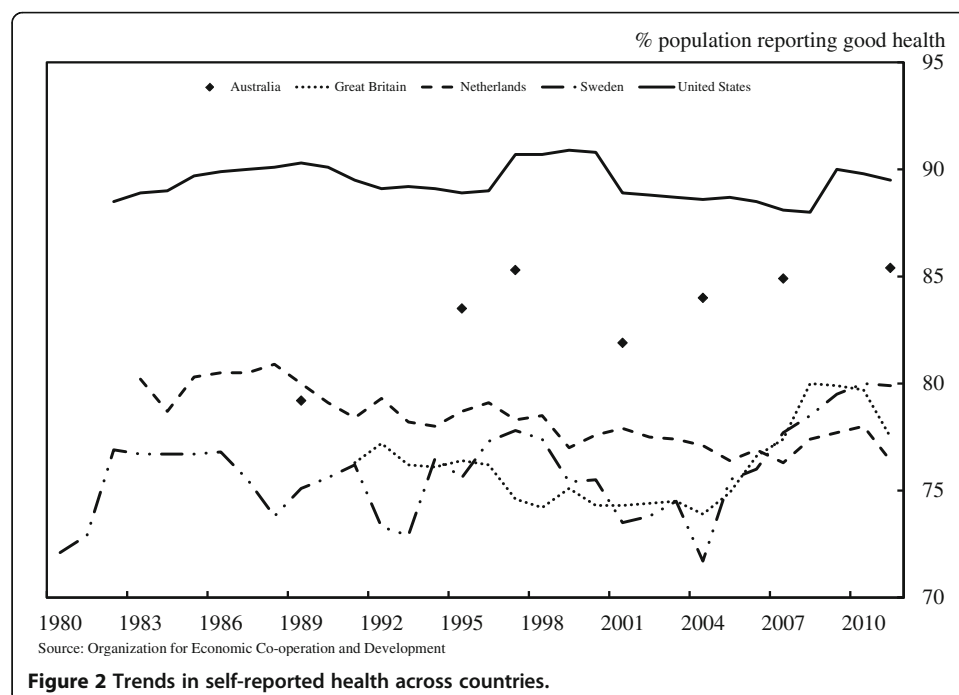 % population reporting good health
95
Australia Great Britain Netherlands Sweden United States
90
85
80
75
70
1980 1983 1986 1989 1992 1995 1998 2001 2004 2007 2010
Source: Organization for Economic Co-operation and Development
Figure 2 Trends in self-reported health across countries.